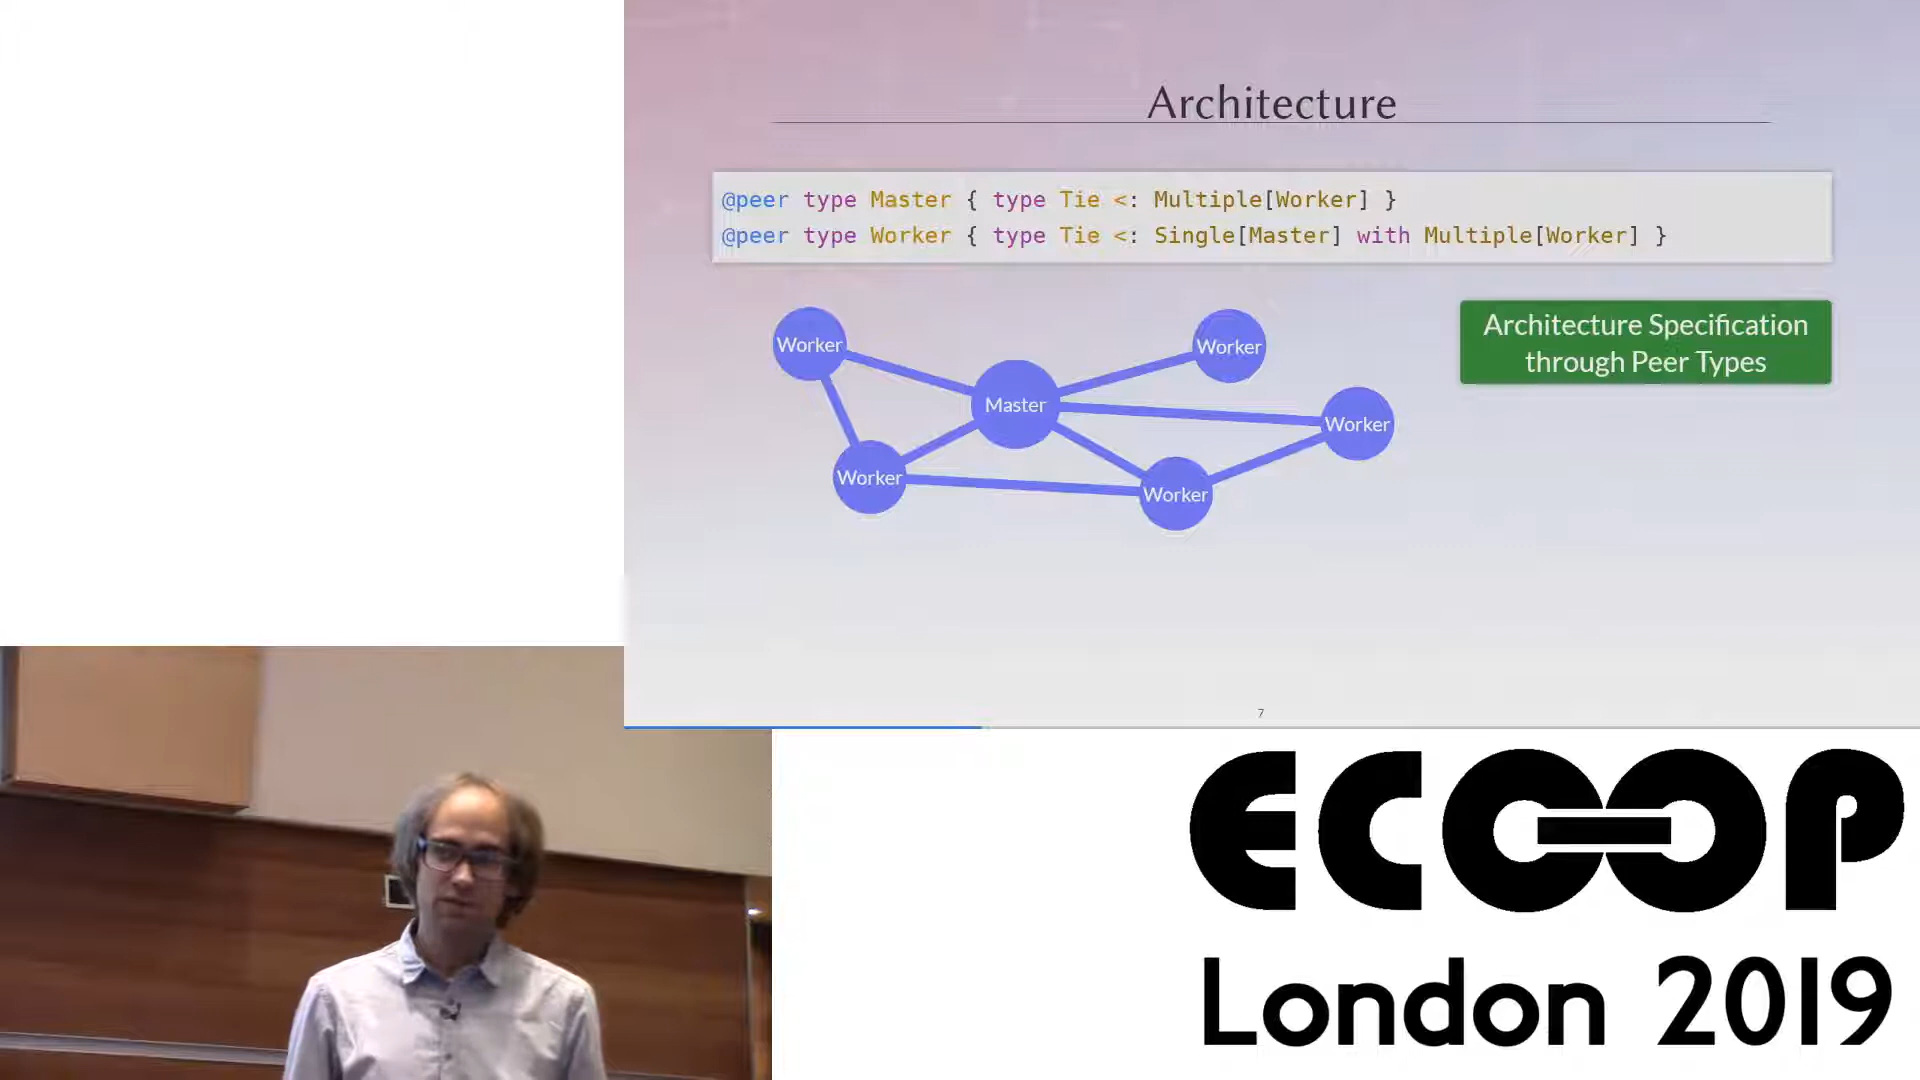 Architecture
@peer type Master { type Tie <: Multiple[Worker] }
@peer type Worker { type Tie <: Single[Master] with Multiple[Worker] }
Worker
Worker
Architecture Specification
through Peer Types
Master
Worker
Worker
Worker
7
ECOOP
London 2019